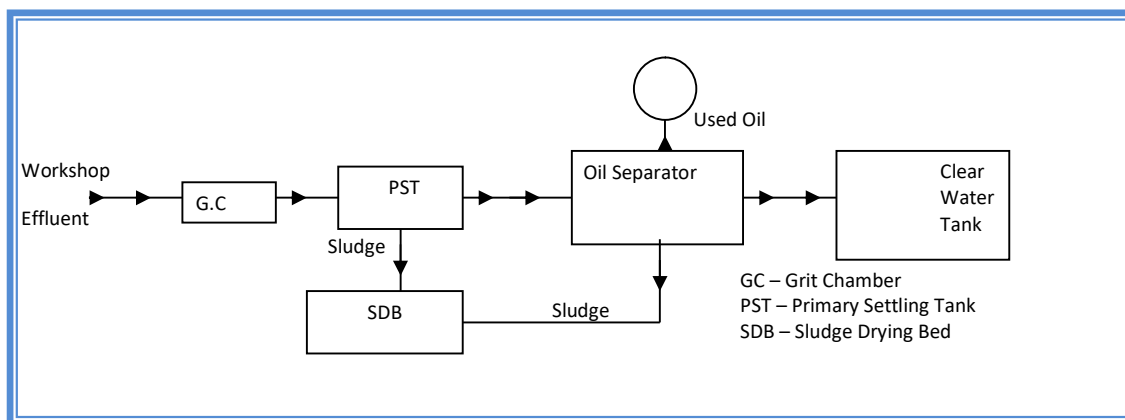 Used Oil
Workshop
Effluent
G.C
PST
Oil Separator
Clear
Water
Tank
Sludge
SDB
Sludge
GC – Grit Chamber
PST – Primary Settling Tank
SDB – Sludge Drying Bed